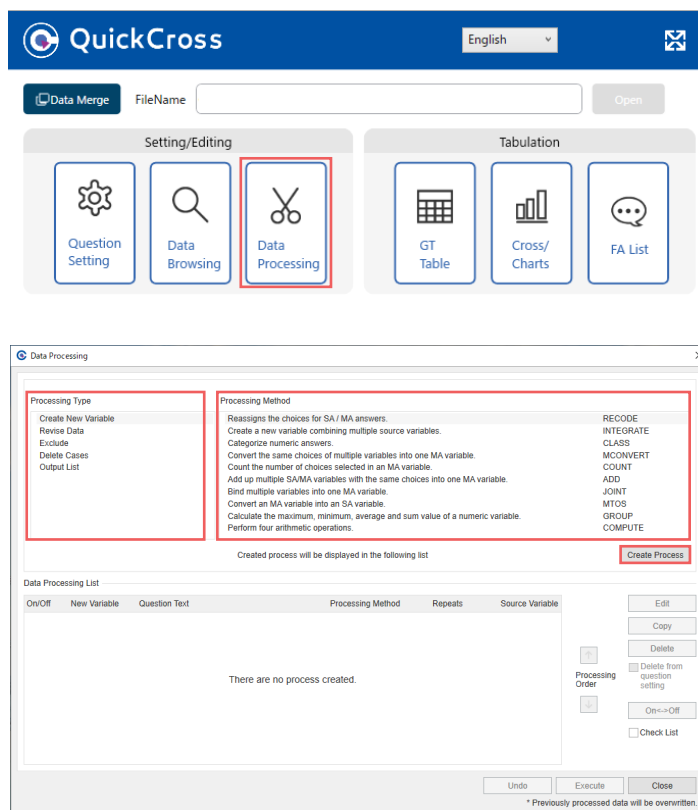 QuickCross
English
Data Merge
FileName
Open
Setting/Editing
Tabulation
Question
Setting
Data
Browsing
Data
Processing
GT
Table
Cross/
Charts
FA List
Data Processing
Processing Type
Create New Variable
Revise Data
Exclude
Delete Cases
Output List
Processing Method
Reassigns the choices for SA / MA answers. RECODE
Create a new variable combining multiple source variables. INTEGRATE
Categorize numeric answers. CLASS
Convert the same choices of multiple variables into one MA variable. MCONVERT
Count the number of choices selected in an MA variable. COUNT
Add up multiple SA/MA variables with the same choices into one MA variable. ADD
Bind multiple variables into one MA variable. JOINT
Convert an MA variable into an SA variable. MTOS
Calculate the maximum, minimum, average and sum value of a numeric variable. GROUP
Perform four arithmetic operations. COMPUTE
Created process will be displayed in the following list
Create Process
Data Processing List
On/Off New Variable Question Text Processing Method Repeats Source Variable
There are no process created.
Processing
Order
Edit
Copy
Delete
Delete from
question
setting
On<->Off
Check List
Undo Execute Close
* Previously processed data will be overwritten